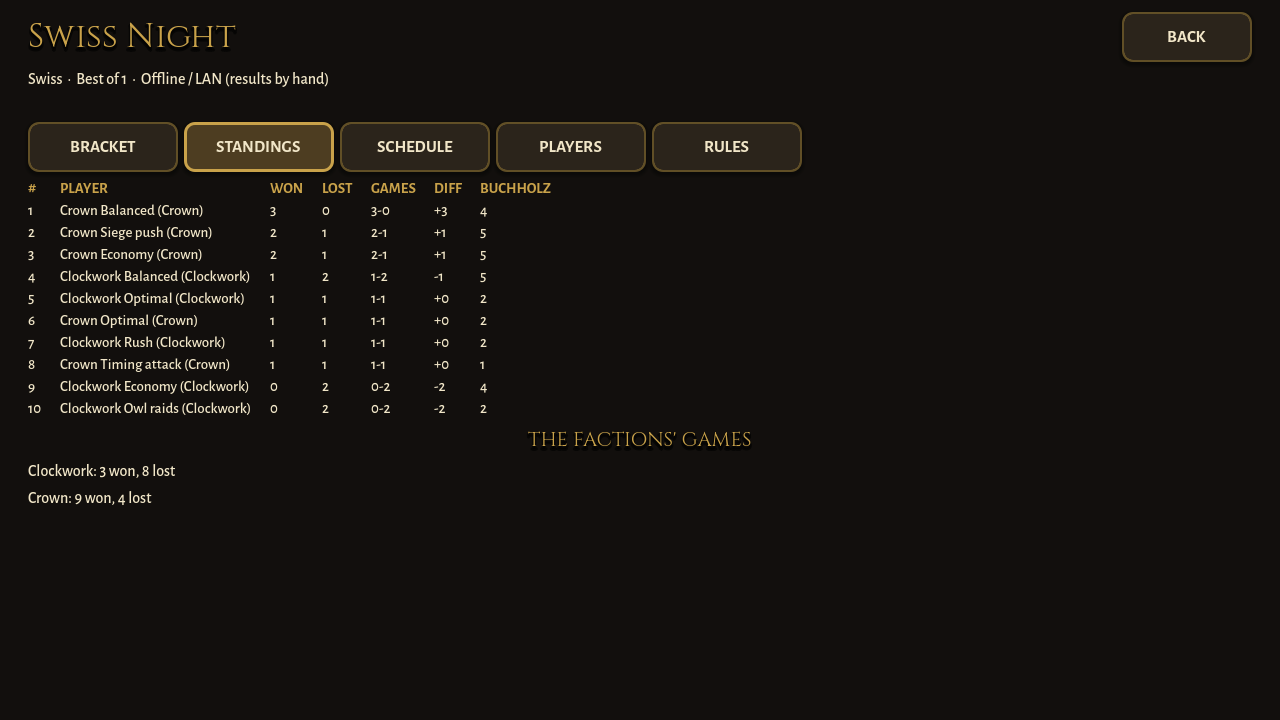 Swiss Night
BACK
Swiss · Best of 1 · Offline / LAN (results by hand)
BRACKET STANDINGS SCHEDULE PLAYERS RULES
# PLAYER WON LOST GAMES DIFF BUCHHOLZ
1 Crown Balanced (Crown) 3 0 3-0 +3 4
2 Crown Siege push (Crown) 2 1 2-1 +1 5
3 Crown Economy (Crown) 2 1 2-1 +1 5
4 Clockwork Balanced (Clockwork) 1 2 1-2 -1 5
5 Clockwork Optimal (Clockwork) 1 1 1-1 +0 2
6 Crown Optimal (Crown) 1 1 1-1 +0 2
7 Clockwork Rush (Clockwork) 1 1 1-1 +0 2
8 Crown Timing attack (Crown) 1 1 1-1 +0 1
9 Clockwork Economy (Clockwork) 0 2 0-2 -2 4
10 Clockwork Owl raids (Clockwork) 0 2 0-2 -2 2
THE FACTIONS' GAMES
Clockwork: 3 won, 8 lost
Crown: 9 won, 4 lost